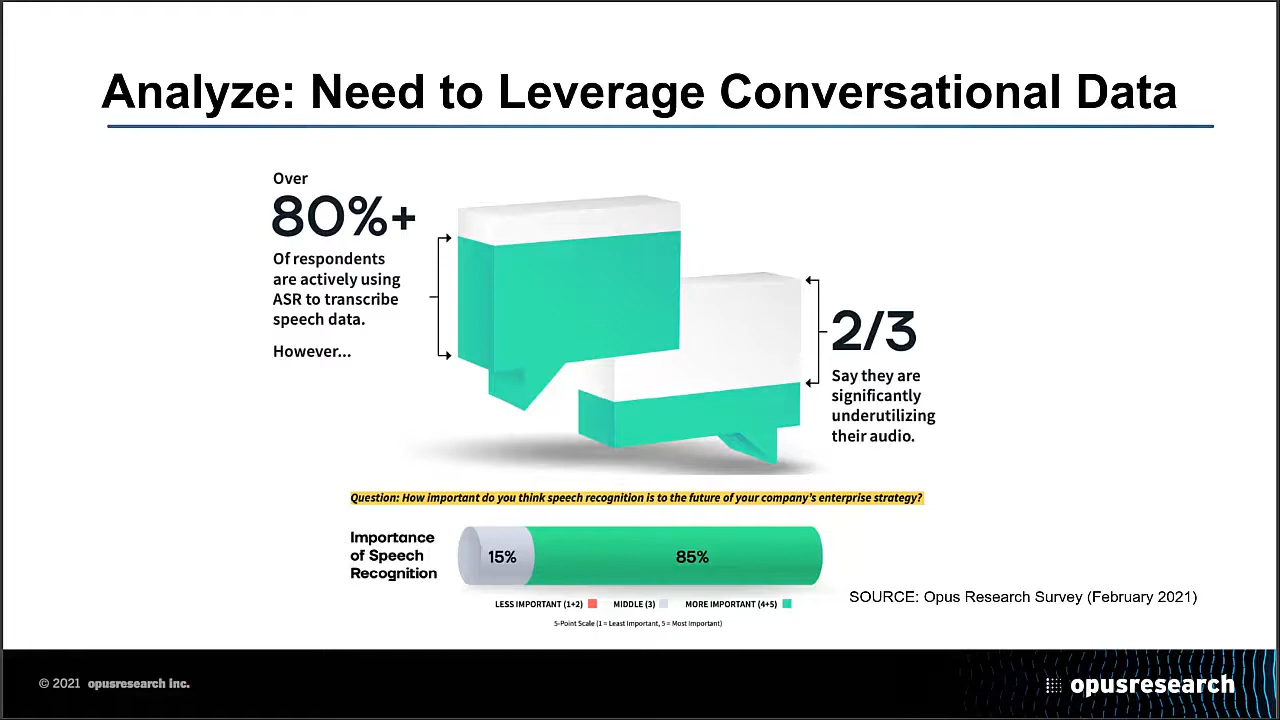 Analyze: Need to Leverage Conversational Data
Over
80%+
Of respondents
are actively using
ASR to transcribe
speech data.
However...
2/3
Say they are
significantly
underutilizing
their audio.
Question: How important do you think speech recognition is to the future of your company's enterprise strategy?
Importance
of Speech
Recognition
15%
85%
LESS IMPORTANT (1+2) MIDDLE (3) MORE IMPORTANT (4+5)
5-Point Scale (1 = Least Important, 5 = Most Important)
SOURCE: Opus Research Survey (February 2021)
© 2021 opusresearch Inc.
opusresearch